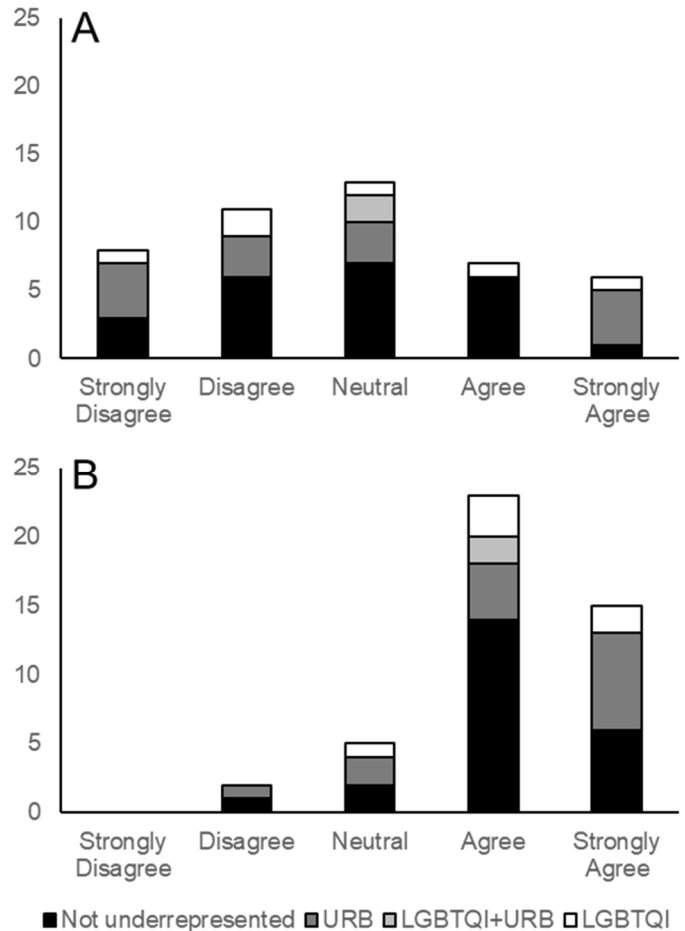 A
25
20
15
10
5
0
Strongly Disagree Neutral Agree Strongly
Disagree Agree
B
25
20
15
10
5
0
Strongly Disagree Neutral Agree Strongly
Disagree Agree
Not underrepresented URB LGBTQI+URB LGBTQI